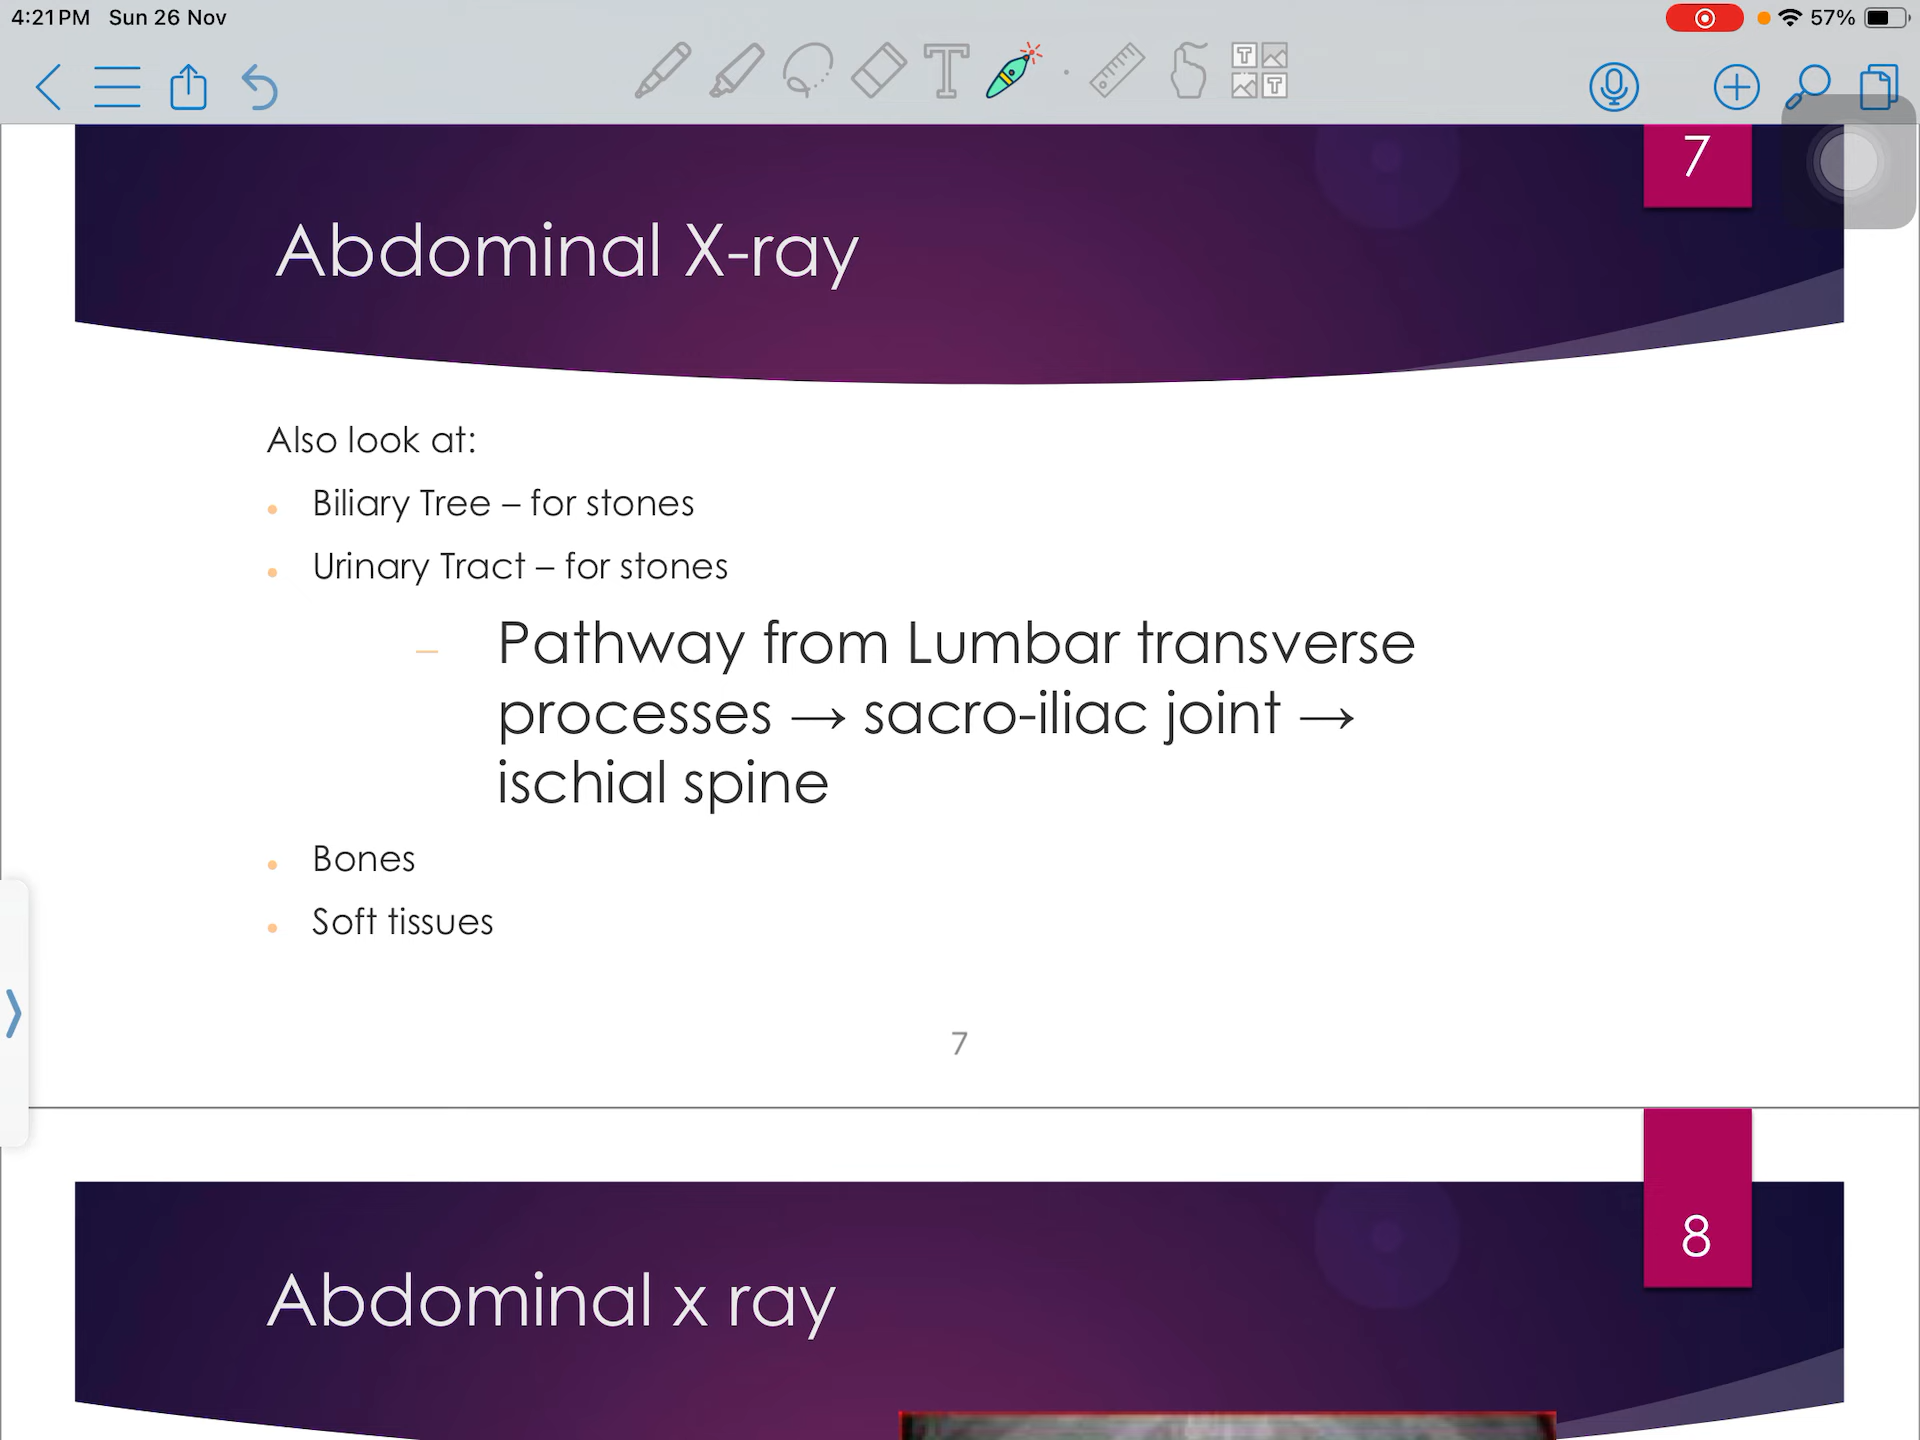 4:21 PM Sun 26 Nov
57%
7
Abdominal X-ray
Also look at:
• Biliary Tree – for stones
• Urinary Tract – for stones
– Pathway from Lumbar transverse
processes → sacro-iliac joint →
ischial spine
• Bones
• Soft tissues
7
8
Abdominal x ray